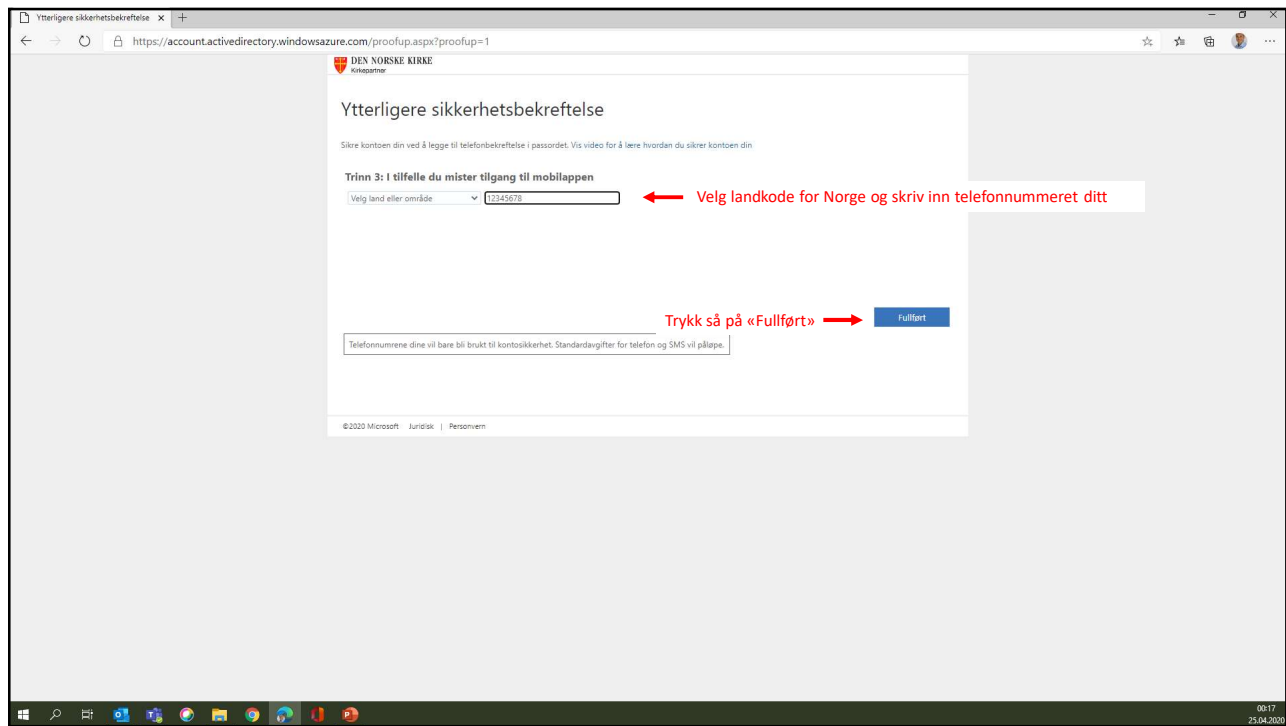 Ytterligere sikkerhetsbekreftelse
https://account.activedirectory.windowsazure.com/proofup.aspx?proofup=1
DEN NORSKE KIRKE
Kirkepartner
Ytterligere sikkerhetsbekreftelse
Sikre kontoen din ved å legge til telefonbekreftelse i passordet. Vis video for å lære hvordan du sikrer kontoen din
Trinn 3: I tilfelle du mister tilgang til mobilappen
Velg land eller område 12345678 Velg landkode for Norge og skriv inn telefonnummeret ditt
Trykk så på «Fullført» Fullført
Telefonnumrene dine vil bare bli brukt til kontosikkerhet. Standardavgifter for telefon og SMS vil påløpe.
©2020 Microsoft Juridisk | Personvern
00:17
25.04.2020